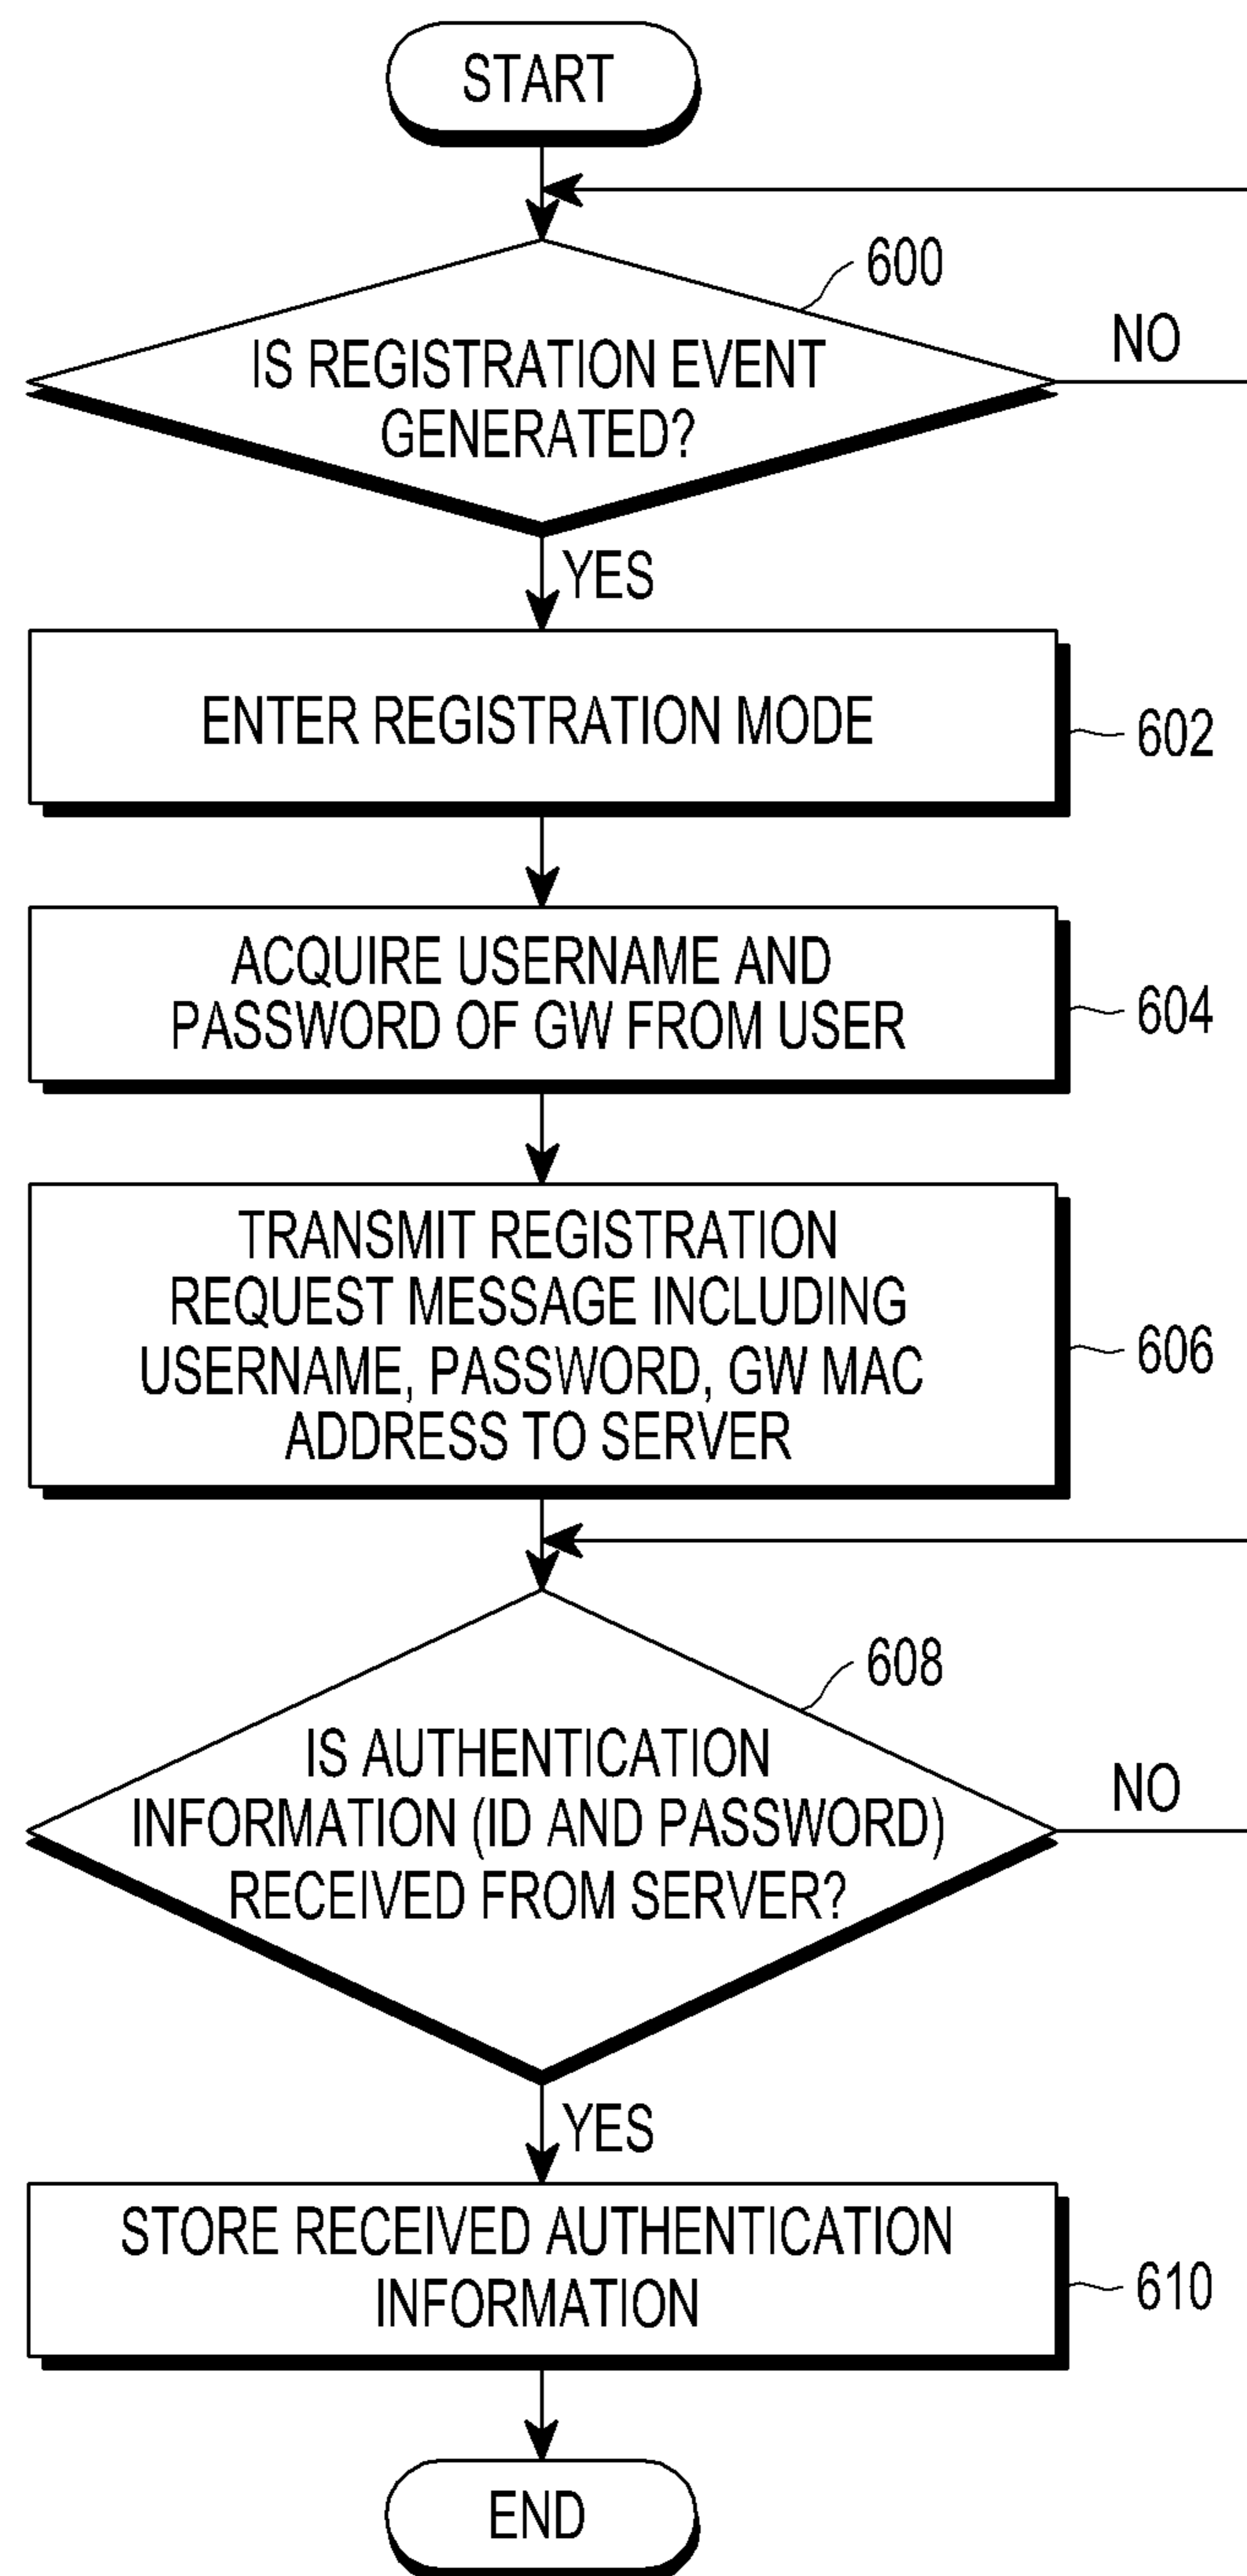 START
600
IS REGISTRATION EVENT
GENERATED?
NO
YES
ENTER REGISTRATION MODE
602
ACQUIRE USERNAME AND
PASSWORD OF GW FROM USER
604
TRANSMIT REGISTRATION
REQUEST MESSAGE INCLUDING
USERNAME, PASSWORD, GW MAC
ADDRESS TO SERVER
606
608
IS AUTHENTICATION
INFORMATION (ID AND PASSWORD)
RECEIVED FROM SERVER?
NO
YES
STORE RECEIVED AUTHENTICATION
INFORMATION
610
END